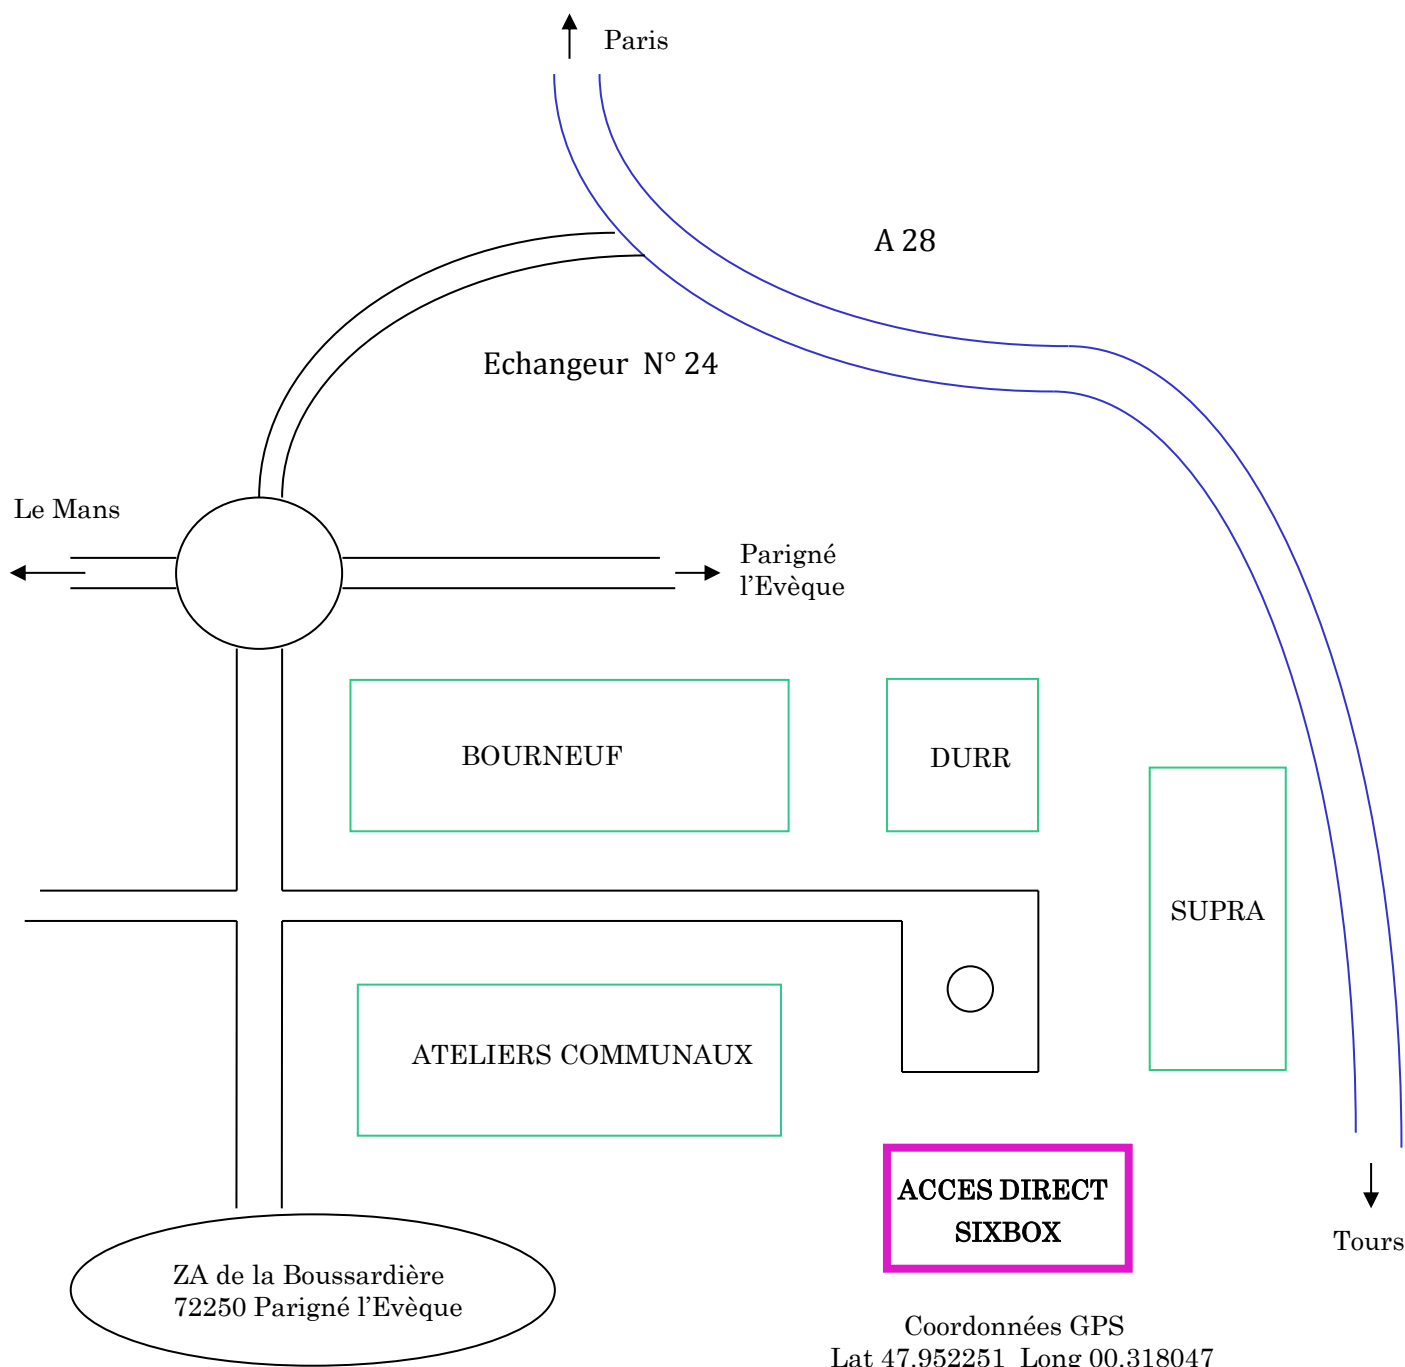 Paris
A 28
Echangeur N° 24
Le Mans
Parigné
l'Evèque
BOURNEUF
DURR
SUPRA
ATELIERS COMMUNAUX
ACCES DIRECT
SIXBOX
Tours
ZA de la Boussardière
72250 Parigné l'Evèque
Coordonnées GPS
Lat 47.952251 Long 00.318047